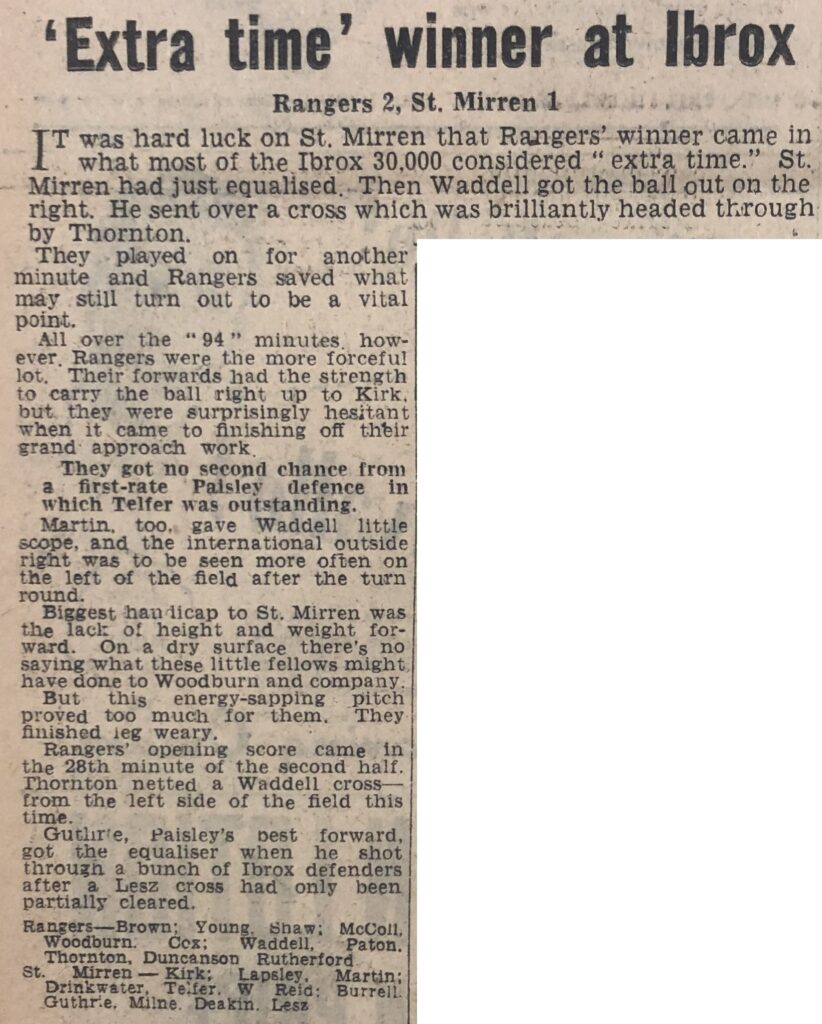 ‘Extra time’ winner at Ibrox
Rangers 2, St. Mirren 1
IT was hard luck on St. Mirren that Rangers’ winner came in
what most of the Ibrox 30,000 considered “ extra time.” St.
Mirren had just equalised. Then Waddell got the ball out on the
right. He sent over a cross which was brilliantly headed through
by Thornton.
They played on for another
minute and Rangers saved what
may still turn out to be a vital
point.
All over the “ 94 ” minutes, how-
ever, Rangers were the more forceful
lot. Their forwards had the strength
to carry the ball right up to Kirk,
but they were surprisingly hesitant
when it came to finishing off their
grand approach work.
They got no second chance from
a first-rate Paisley defence in
which Telfer was outstanding.
Martin, too, gave Waddell little
scope, and the international outside
right was to be seen more often on
the left of the field after the turn
round.
Biggest handicap to St. Mirren was
the lack of height and weight for-
ward. On a dry surface there’s no
saying what these little fellows might
have done to Woodburn and company.
But this energy-sapping pitch
proved too much for them. They
finished leg weary.
Rangers’ opening score came in
the 28th minute of the second half.
Thornton netted a Waddell cross—
from the left side of the field this
time.
Guthrie, Paisley’s best forward,
got the equaliser when he shot
through a bunch of Ibrox defenders
after a Lesz cross had only been
partially cleared.
Rangers—Brown; Young, Shaw; McColl,
Woodburn, Cox; Waddell, Paton,
Thornton, Duncanson Rutherford
St. Mirren — Kirk; Lapsley, Martin;
Drinkwater, Telfer, W Reid; Burrell,
Guthrie, Milne, Deakin, Lesz